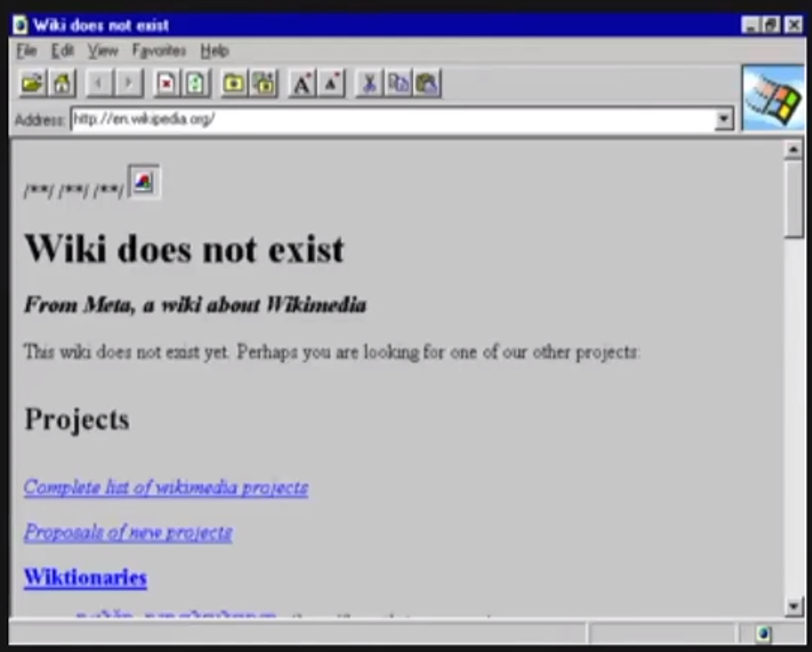 Wiki does not exist
File Edit View Favorites Help
Address: http://en.wikipedia.org/
/**/ /**/ /**/
Wiki does not exist
From Meta, a wiki about Wikimedia
This wiki does not exist yet. Perhaps you are looking for one of our other projects:
Projects
Complete list of wikimedia projects
Proposals of new projects
Wiktionaries